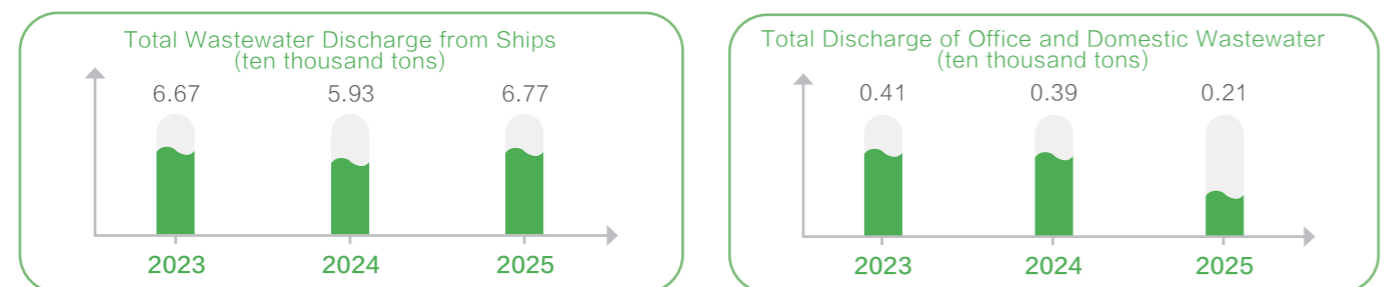 Total Wastewater Discharge from Ships
(ten thousand tons)
6.67 5.93 6.77
2023 2024 2025
Total Discharge of Office and Domestic Wastewater
(ten thousand tons)
0.41 0.39 0.21
2023 2024 2025